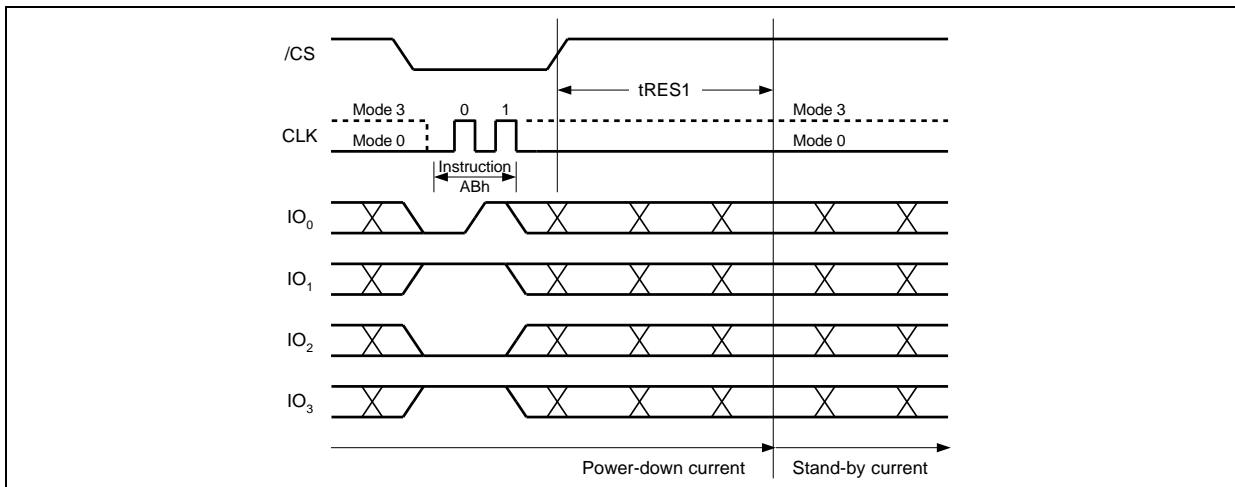 /CS
tRES1
Mode 3 0 1 Mode 3
CLK
Mode 0 Mode 0
Instruction
ABh
IO0
IO1
IO2
IO3
Power-down current Stand-by current